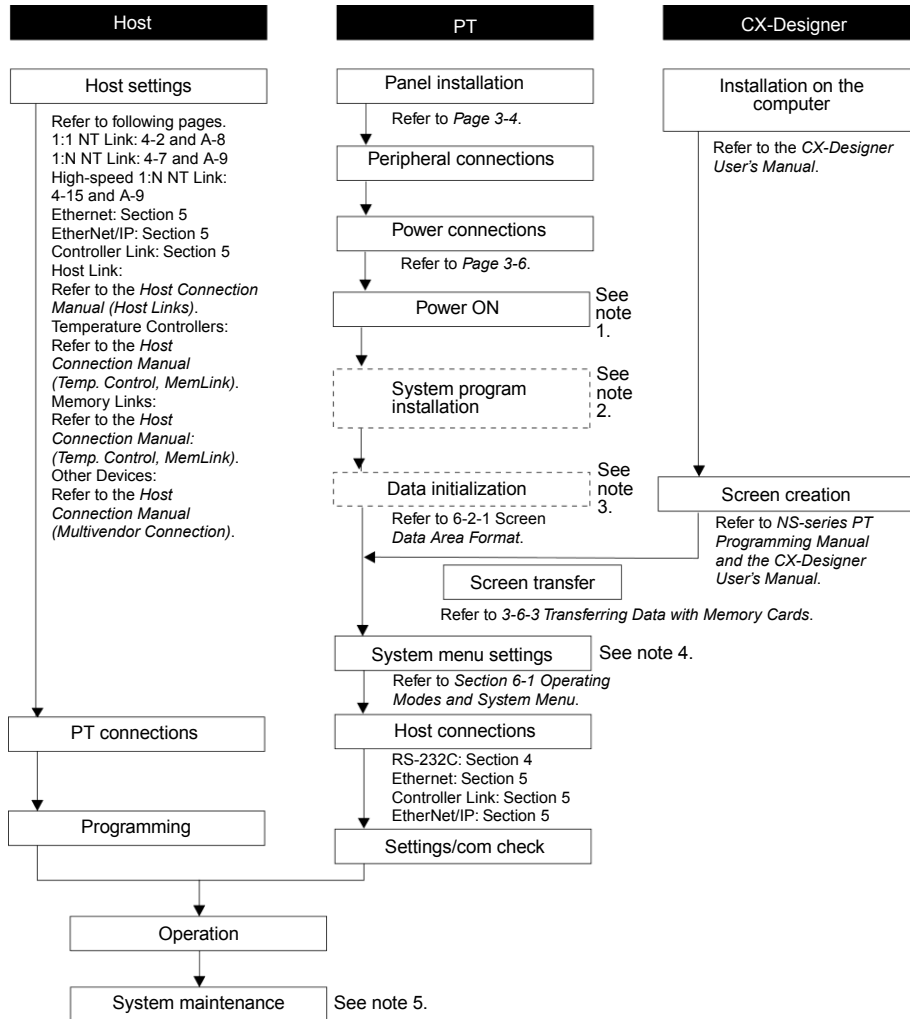 Host
PT
CX-Designer
Host settings
Refer to following pages.
1:1 NT Link: 4-2 and A-8
1:N NT Link: 4-7 and A-9
High-speed 1:N NT Link:
4-15 and A-9
Ethernet: Section 5
EtherNet/IP: Section 5
Controller Link: Section 5
Host Link:
Refer to the Host Connection
Manual (Host Links).
Temperature Controllers:
Refer to the Host
Connection Manual
(Temp. Control, MemLink).
Memory Links:
Refer to the Host
Connection Manual:
(Temp. Control, MemLink).
Other Devices:
Refer to the Host
Connection Manual
(Multivendor Connection).
PT connections
Programming
Panel installation
Refer to Page 3-4.
Peripheral connections
Power connections
Refer to Page 3-6.
Power ON
See
note
1.
System program
installation
See
note
2.
Data initialization
See
note
3.
Refer to 6-2-1 Screen
Data Area Format.
Installation on the
computer
Refer to the CX-Designer
User's Manual.
Screen creation
Refer to NS-series PT
Programming Manual
and the CX-Designer
User's Manual.
Screen transfer
Refer to 3-6-3 Transferring Data with Memory Cards.
System menu settings
See note 4.
Refer to Section 6-1 Operating
Modes and System Menu.
Host connections
RS-232C: Section 4
Ethernet: Section 5
Controller Link: Section 5
EtherNet/IP: Section 5
Settings/com check
Operation
System maintenance
See note 5.